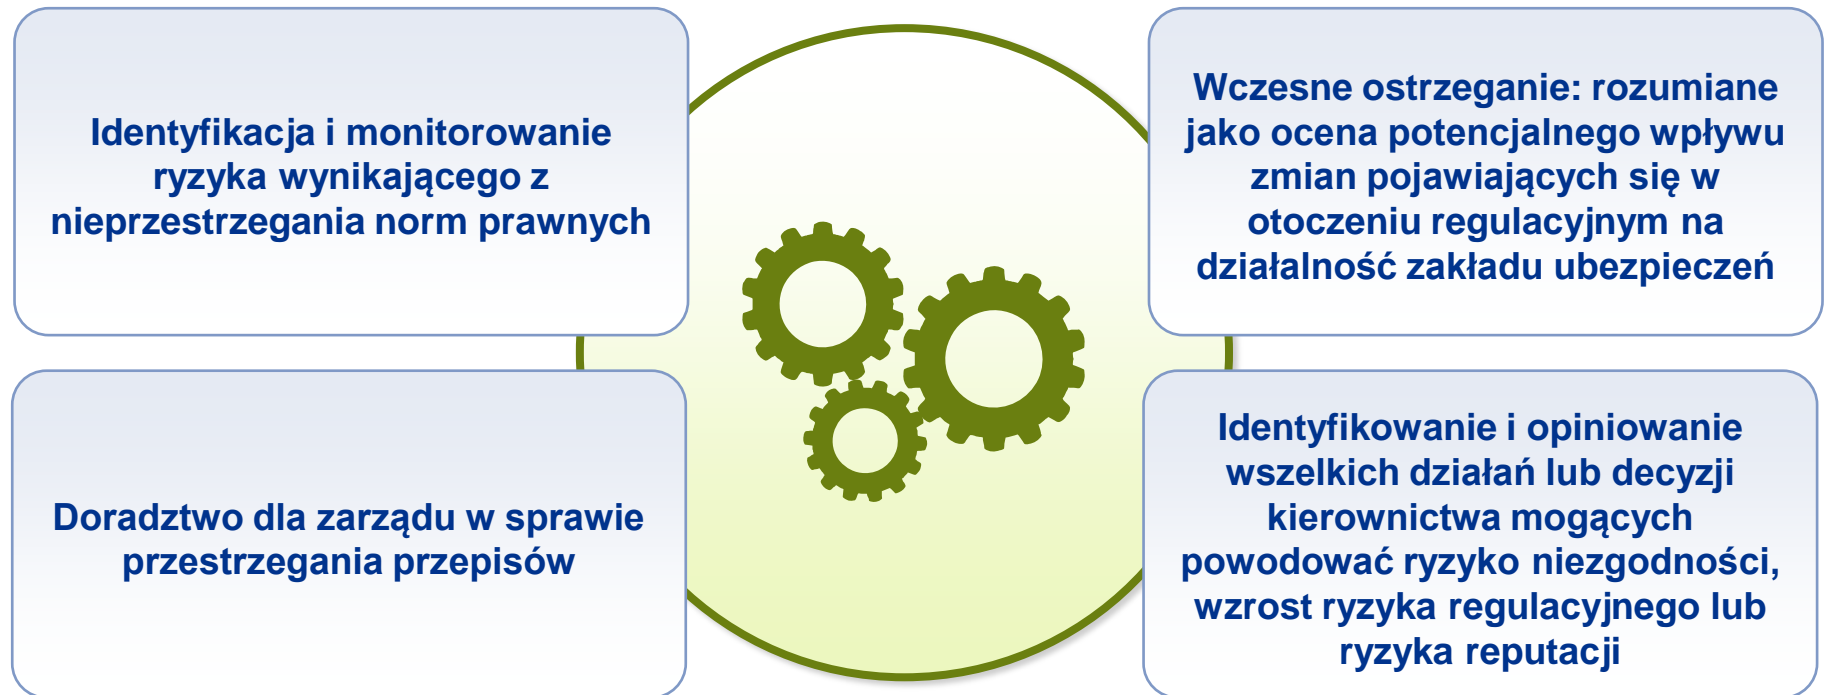 Identyfikacja i monitorowanie
ryzyka wynikającego z
nieprzestrzegania norm prawnych
Wczesne ostrzeganie: rozumiane
jako ocena potencjalnego wpływu
zmian pojawiających się w
otoczeniu regulacyjnym na
działalność zakładu ubezpieczeń
Doradztwo dla zarządu w sprawie
przestrzegania przepisów
Identyfikowanie i opiniowanie
wszelkich działań lub decyzji
kierownictwa mogących
powodować ryzyko niezgodności,
wzrost ryzyka regulacyjnego lub
ryzyka reputacji